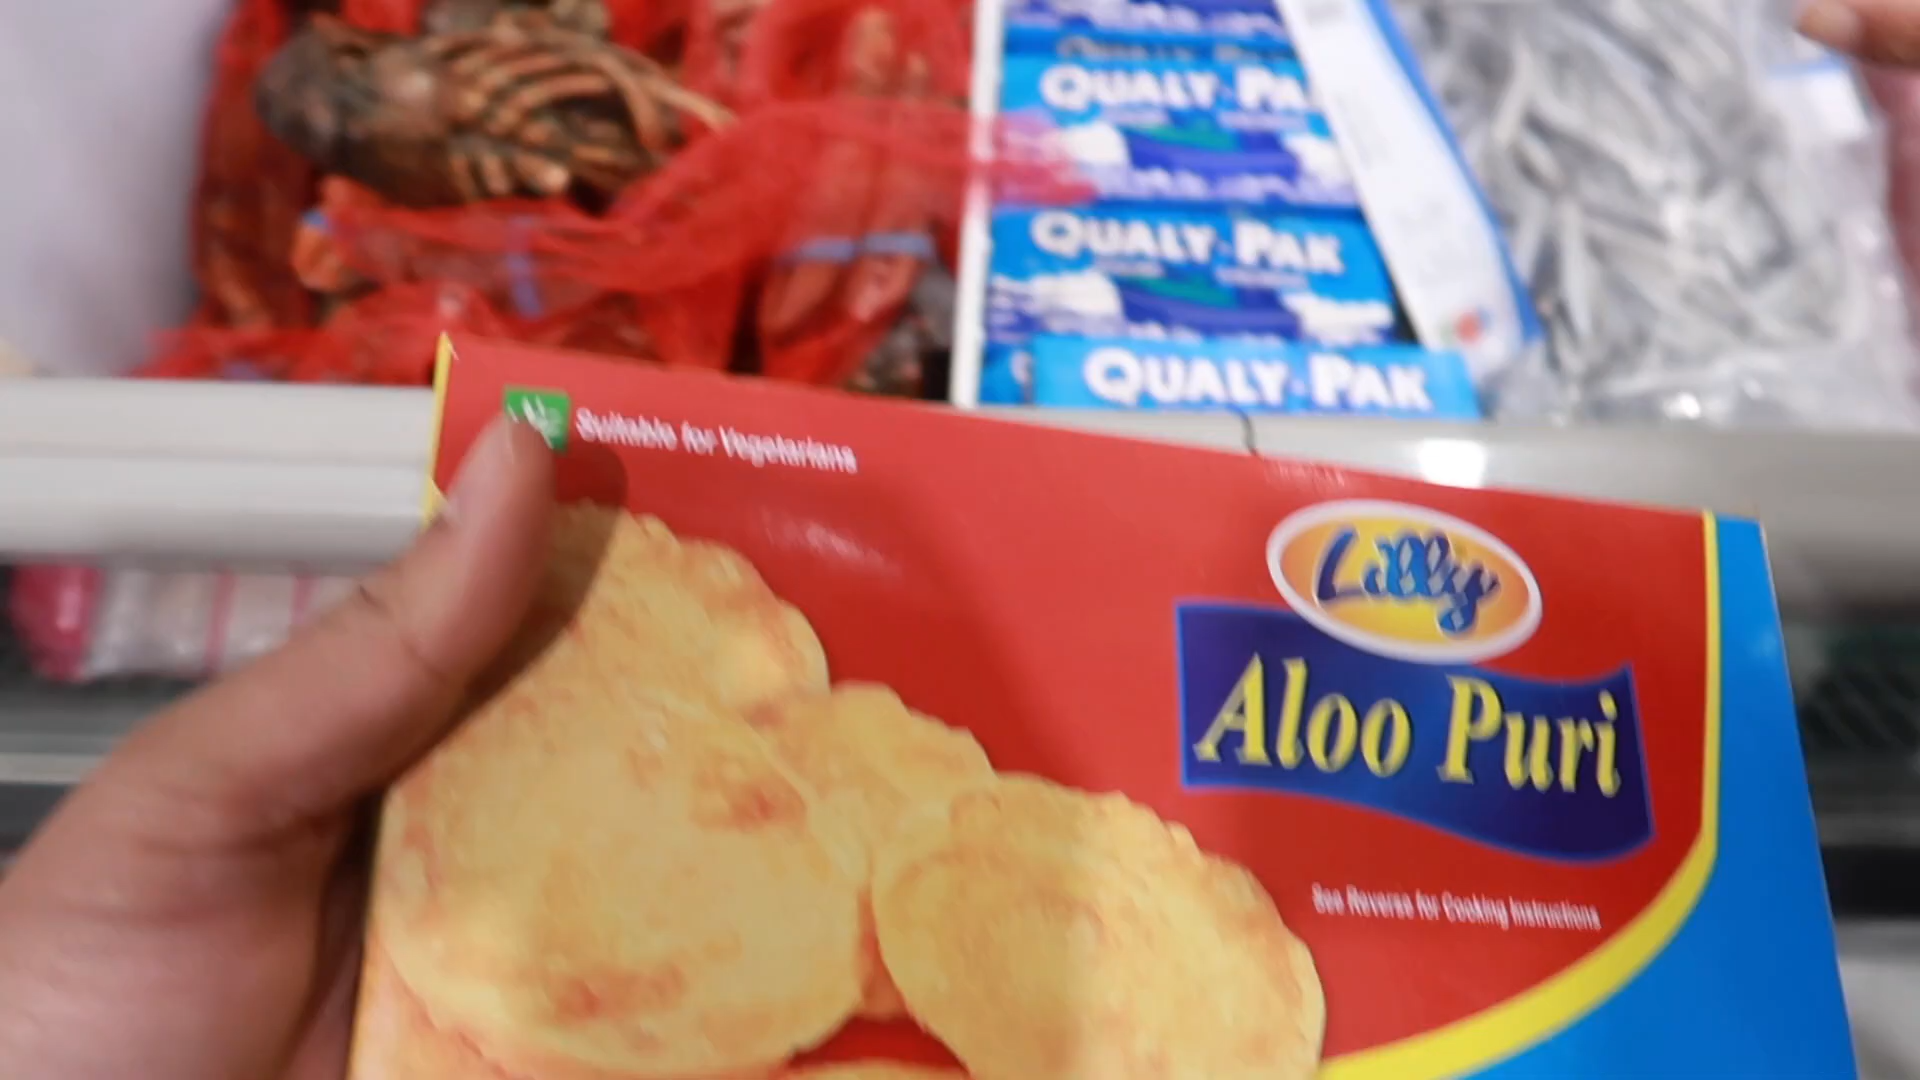 QUALY-PAK
QUALY-PAK
QUALY-PAK
Suitable for Vegetarians
Lilly
Aloo Puri
See Reverse for Cooking Instructions